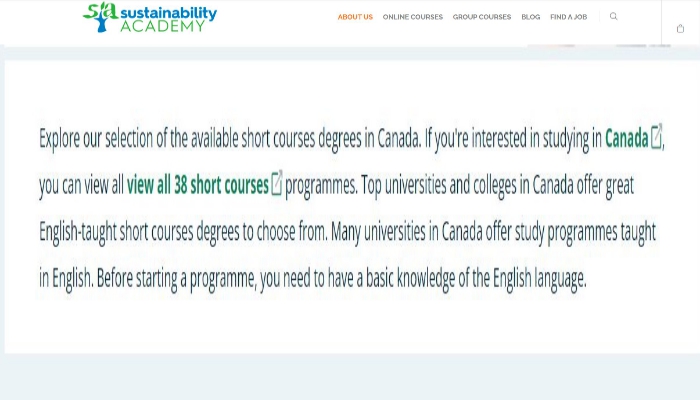 sa sustainability
ACADEMY
ABOUT US ONLINE COURSES GROUP COURSES BLOG FIND A JOB
Explore our selection of the available short courses degrees in Canada. If you're interested in studying in Canada,
you can view all view all 38 short courses programmes. Top universities and colleges in Canada offer great
English-taught short courses degrees to choose from. Many universities in Canada offer study programmes taught
in English. Before starting a programme, you need to have a basic knowledge of the English language.